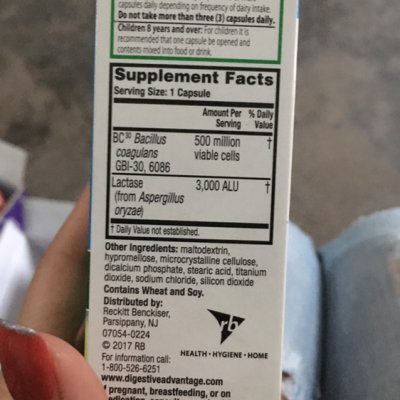 capsules daily depending on frequency of dairy intake.
Do not take more than three (3) capsules daily.
Children 8 years and over: For children it is
recommended that one capsule be opened and
contents mixed into food or drink.
Supplement Facts
Serving Size: 1 Capsule
Amount Per % Daily
Serving Value
BC30 Bacillus 500 million †
coagulans viable cells
GBI-30, 6086
Lactase 3,000 ALU †
(from Aspergillus
oryzae)
† Daily Value not established.
Other Ingredients: maltodextrin,
hypromellose, microcrystalline cellulose,
dicalcium phosphate, stearic acid, titanium
dioxide, sodium chloride, silicon dioxide
Contains Wheat and Soy.
Distributed by:
Reckitt Benckiser,
Parsippany, NJ
07054-0224
© 2017 RB
rb
HEALTH • HYGIENE • HOME
For information call:
1-800-526-6251
www.digestiveadvantage.com
pregnant, breastfeeding, or on